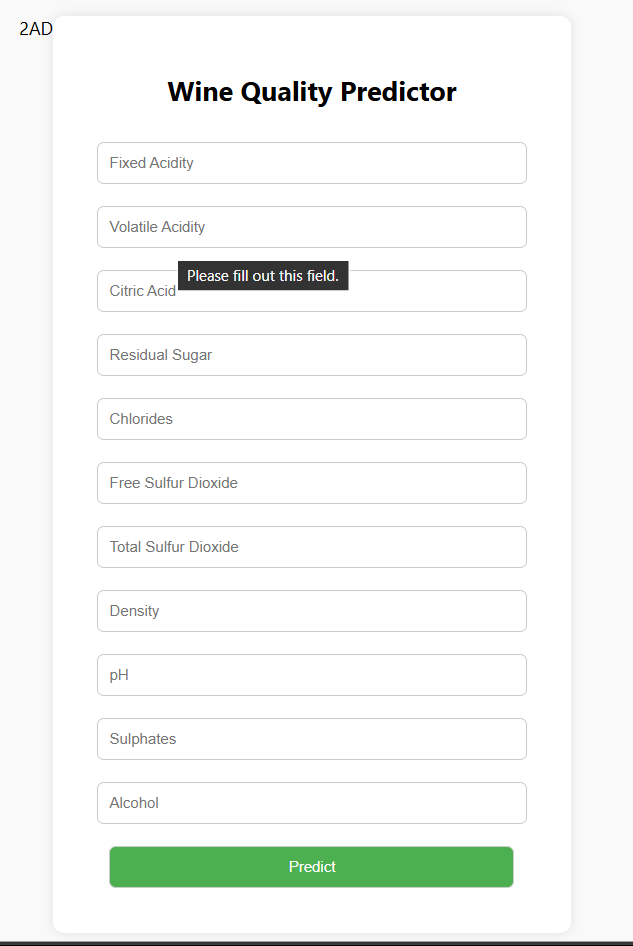 2AD
Wine Quality Predictor
Fixed Acidity
Volatile Acidity
Please fill out this field.
Citric Acid
Residual Sugar
Chlorides
Free Sulfur Dioxide
Total Sulfur Dioxide
Density
pH
Sulphates
Alcohol
Predict